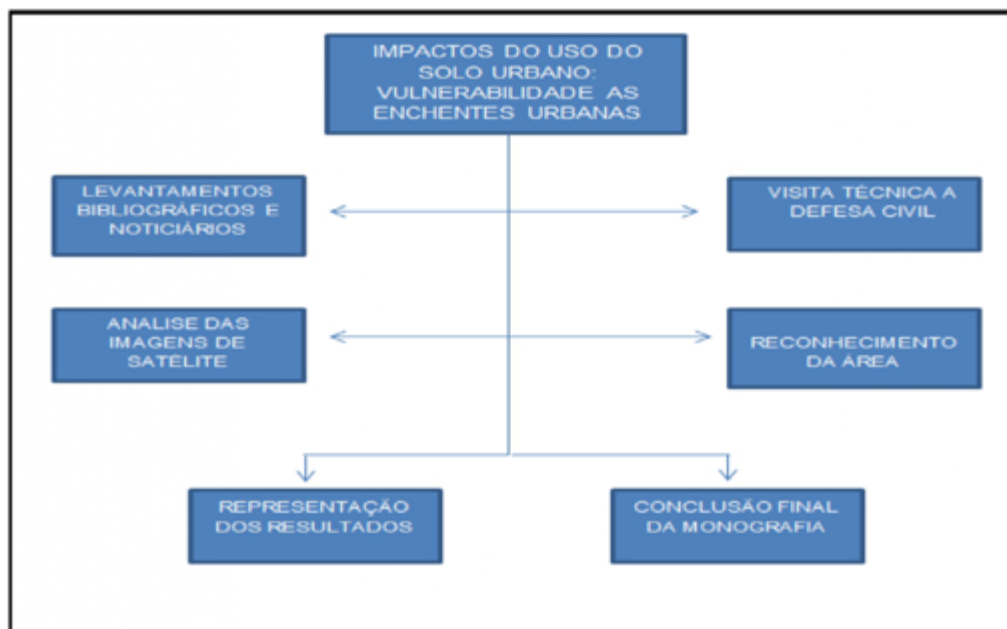 IMPACTOS DO USO DO
SOLO URBANO:
VULNERABILIDADE AS
ENCHENTES URBANAS
LEVANTAMENTOS
BIBLIOGRÁFICOS E
NOTICIÁRIOS
VISITA TÉCNICA A
DEFESA CIVIL
ANALISE DAS
IMAGENS DE
SATÉLITE
RECONHECIMENTO
DA ÁREA
REPRESENTAÇÃO
DOS RESULTADOS
CONCLUSÃO FINAL
DA MONOGRAFIA